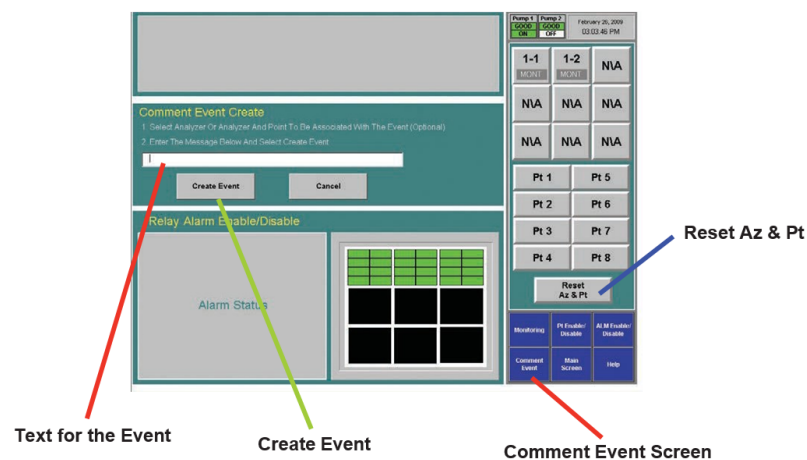 Pump 1 Pump 2
GOOD GOOD
ON OFF
February 20, 2009
03:03:46 PM
1-1 1-2 N\A
MONT MONT
N\A N\A N\A
N\A N\A N\A
Comment Event Create
1. Select Analyzer Or Analyzer And Point To Be Associated With The Event (Optional)
2. Enter The Message Below And Select Create Event
Create Event Cancel
Pt 1 Pt 5
Pt 2 Pt 6
Pt 3 Pt 7
Pt 4 Pt 8
Reset
Az & Pt
Relay Alarm Enable/Disable
Alarm Status
Monitoring
Pt Enable/
Disable
ALM Enable/
Disable
Comment
Event
Main
Screen
Help
Reset Az & Pt
Text for the Event
Create Event
Comment Event Screen